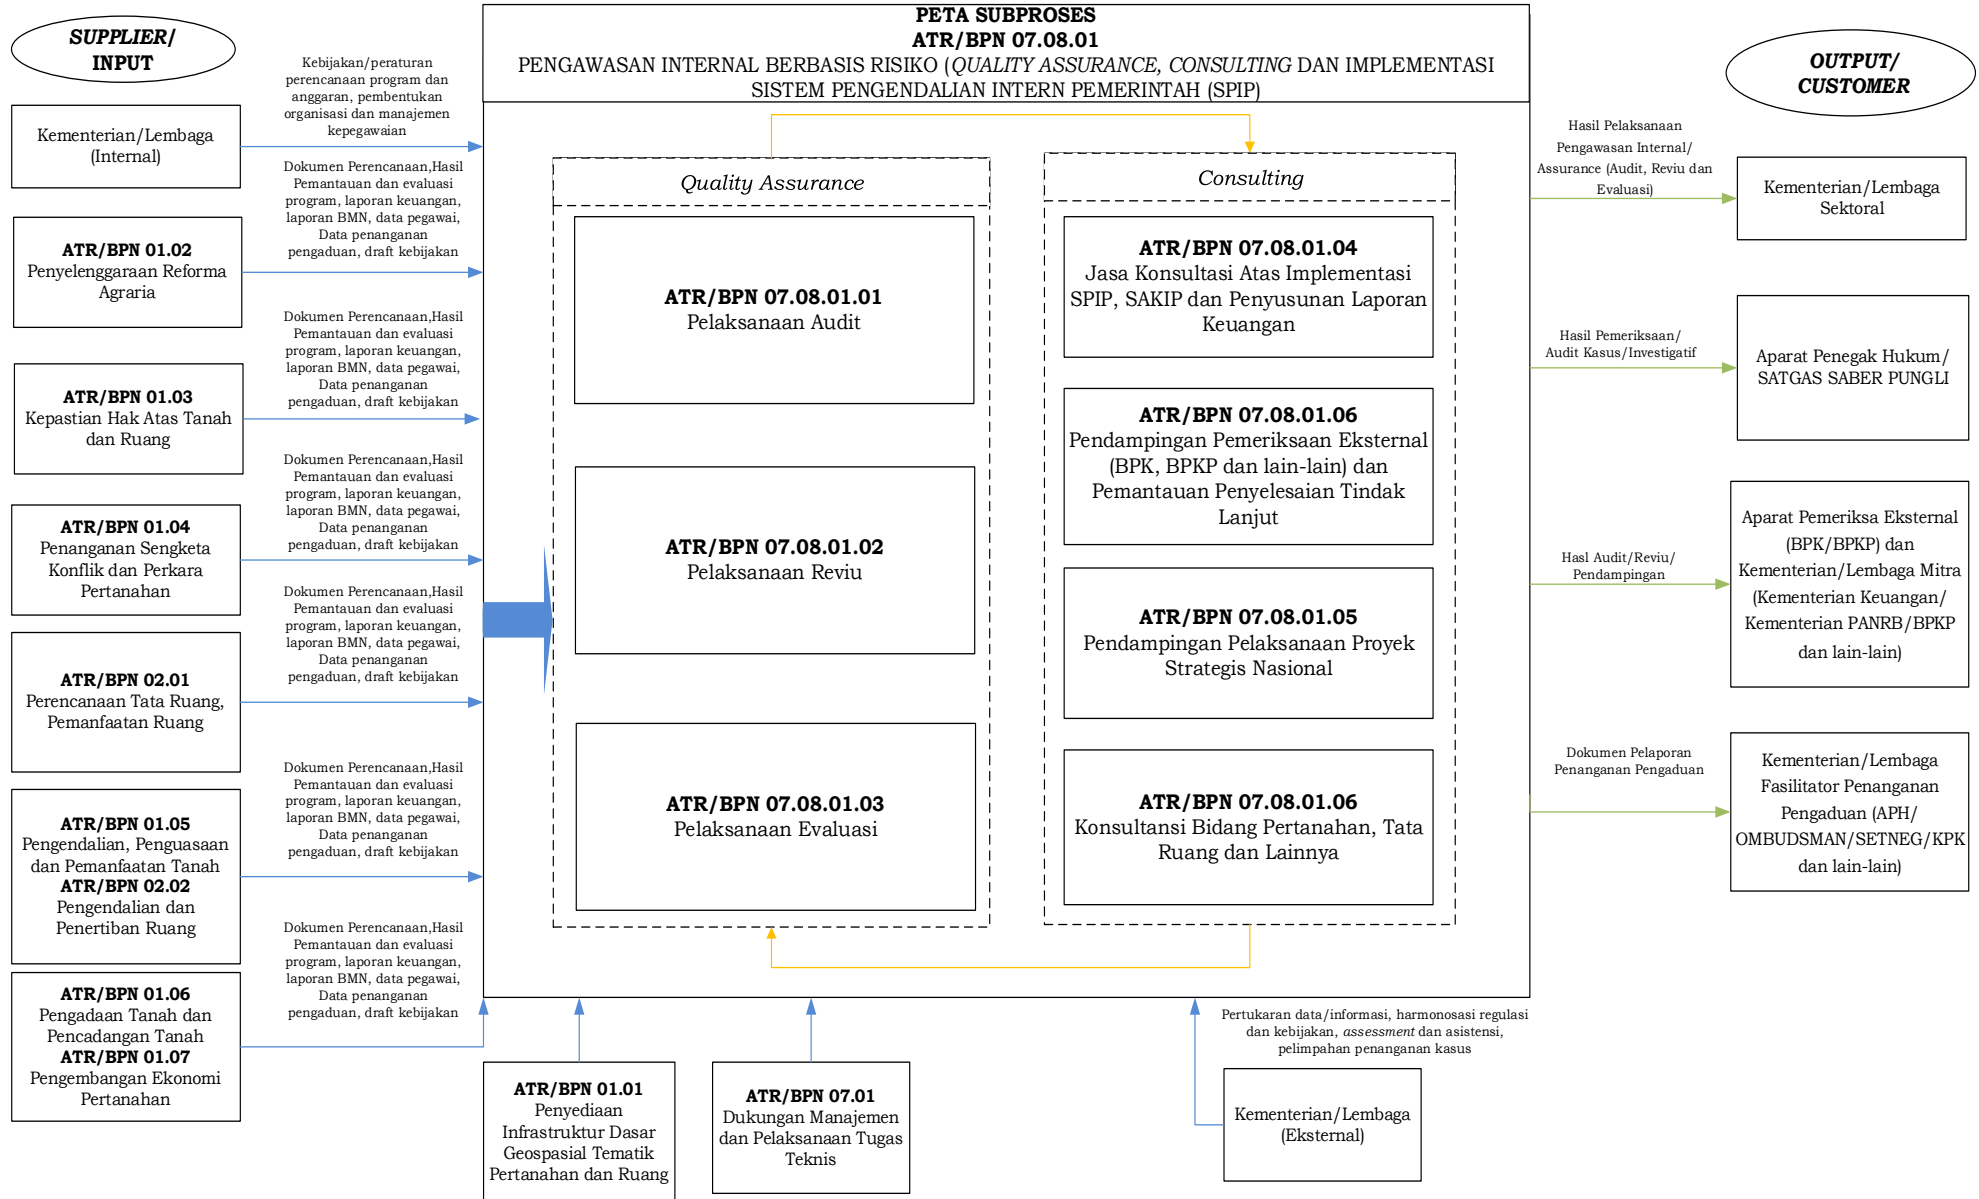 PETA SUBPROSES
ATR/BPN 07.08.01
PENGAWASAN INTERNAL BERBASIS RISIKO (QUALITY ASSURANCE, CONSULTING DAN IMPLEMENTASI
SISTEM PENGENDALIAN INTERN PEMERINTAH (SPIP)
SUPPLIER/
INPUT
Kementerian/Lembaga
(Internal)
Kebijakan/peraturan
perencanaan program dan
anggaran, pembentukan
organisasi dan manajemen
kepegawaian
ATR/BPN 01.02
Penyelenggaraan Reforma
Agraria
Dokumen Perencanaan,Hasil
Pemantauan dan evaluasi
program, laporan keuangan,
laporan BMN, data pegawai,
Data penanganan
pengaduan, draft kebijakan
ATR/BPN 01.03
Kepastian Hak Atas Tanah
dan Ruang
Dokumen Perencanaan,Hasil
Pemantauan dan evaluasi
program, laporan keuangan,
laporan BMN, data pegawai,
Data penanganan
pengaduan, draft kebijakan
ATR/BPN 01.04
Penanganan Sengketa
Konflik dan Perkara
Pertanahan
Dokumen Perencanaan,Hasil
Pemantauan dan evaluasi
program, laporan keuangan,
laporan BMN, data pegawai,
Data penanganan
pengaduan, draft kebijakan
ATR/BPN 02.01
Perencanaan Tata Ruang,
Pemanfaatan Ruang
Dokumen Perencanaan,Hasil
Pemantauan dan evaluasi
program, laporan keuangan,
laporan BMN, data pegawai,
Data penanganan
pengaduan, draft kebijakan
ATR/BPN 01.05
Pengendalian, Penguasaan
dan Pemanfaatan Tanah
ATR/BPN 02.02
Pengendalian dan
Penertiban Ruang
Dokumen Perencanaan,Hasil
Pemantauan dan evaluasi
program, laporan keuangan,
laporan BMN, data pegawai,
Data penanganan
pengaduan, draft kebijakan
ATR/BPN 01.06
Pengadaan Tanah dan
Pencadangan Tanah
ATR/BPN 01.07
Pengembangan Ekonomi
Pertanahan
Dokumen Perencanaan,Hasil
Pemantauan dan evaluasi
program, laporan keuangan,
laporan BMN, data pegawai,
Data penanganan
pengaduan, draft kebijakan
Quality Assurance
ATR/BPN 07.08.01.01
Pelaksanaan Audit
ATR/BPN 07.08.01.02
Pelaksanaan Reviu
ATR/BPN 07.08.01.03
Pelaksanaan Evaluasi
Consulting
ATR/BPN 07.08.01.04
Jasa Konsultasi Atas Implementasi
SPIP, SAKIP dan Penyusunan Laporan
Keuangan
ATR/BPN 07.08.01.06
Pendampingan Pemeriksaan Eksternal
(BPK, BPKP dan lain-lain) dan
Pemantauan Penyelesaian Tindak
Lanjut
ATR/BPN 07.08.01.05
Pendampingan Pelaksanaan Proyek
Strategis Nasional
ATR/BPN 07.08.01.06
Konsultansi Bidang Pertanahan, Tata
Ruang dan Lainnya
ATR/BPN 01.01
Penyediaan
Infrastruktur Dasar
Geospasial Tematik
Pertanahan dan Ruang
ATR/BPN 07.01
Dukungan Manajemen
dan Pelaksanaan Tugas
Teknis
Pertukaran data/informasi, harmonosasi regulasi
dan kebijakan, assessment dan asistensi,
pelimpahan penanganan kasus
Kementerian/Lembaga
(Eksternal)
OUTPUT/
CUSTOMER
Hasil Pelaksanaan
Pengawasan Internal/
Assurance (Audit, Reviu dan
Evaluasi)
Kementerian/Lembaga
Sektoral
Hasil Pemeriksaan/
Audit Kasus/Investigatif
Aparat Penegak Hukum/
SATGAS SABER PUNGLI
Hasl Audit/Reviu/
Pendampingan
Aparat Pemeriksa Eksternal
(BPK/BPKP) dan
Kementerian/Lembaga Mitra
(Kementerian Keuangan/
Kementerian PANRB/BPKP
dan lain-lain)
Dokumen Pelaporan
Penanganan Pengaduan
Kementerian/Lembaga
Fasilitator Penanganan
Pengaduan (APH/
OMBUDSMAN/SETNEG/KPK
dan lain-lain)